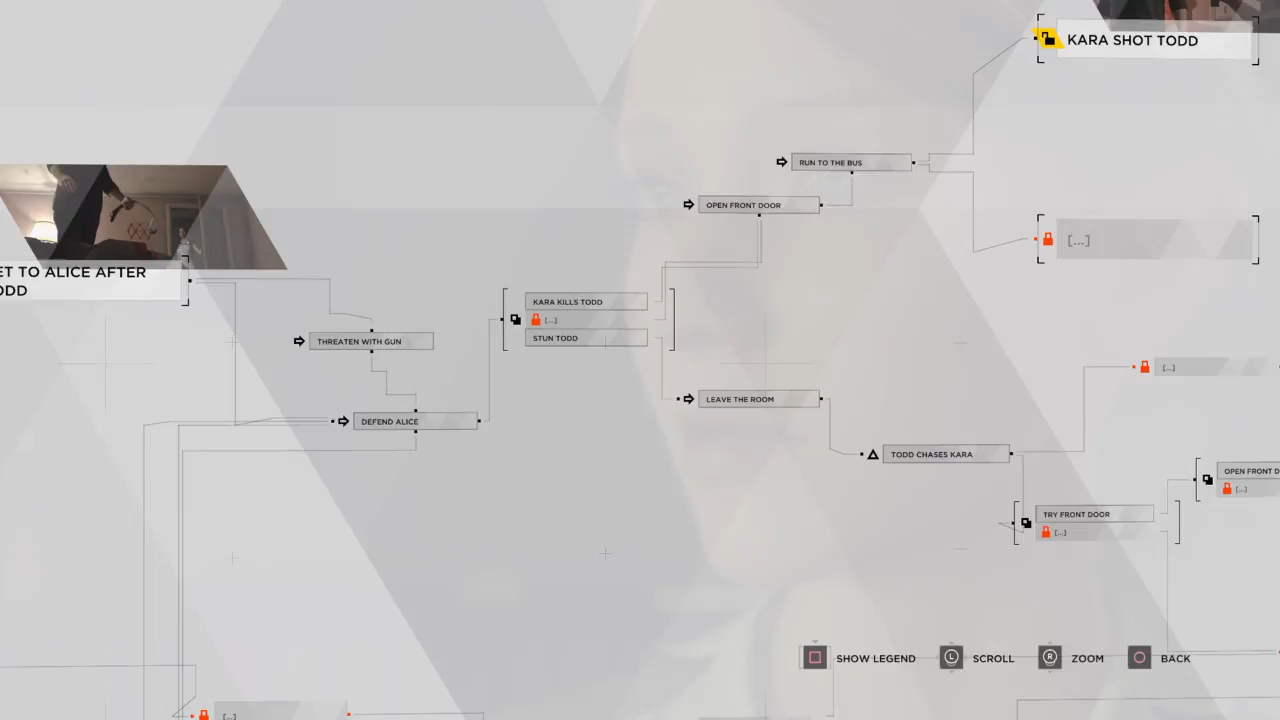 KARA SHOT TODD
RUN TO THE BUS
OPEN FRONT DOOR
[...]
ET TO ALICE AFTER
ODD
KARA KILLS TODD
[...]
STUN TODD
THREATEN WITH GUN
[...]
LEAVE THE ROOM
DEFEND ALICE
TODD CHASES KARA
OPEN FRONT D
[...]
TRY FRONT DOOR
[...]
SHOW LEGEND
L
SCROLL
R
ZOOM
BACK
[...]